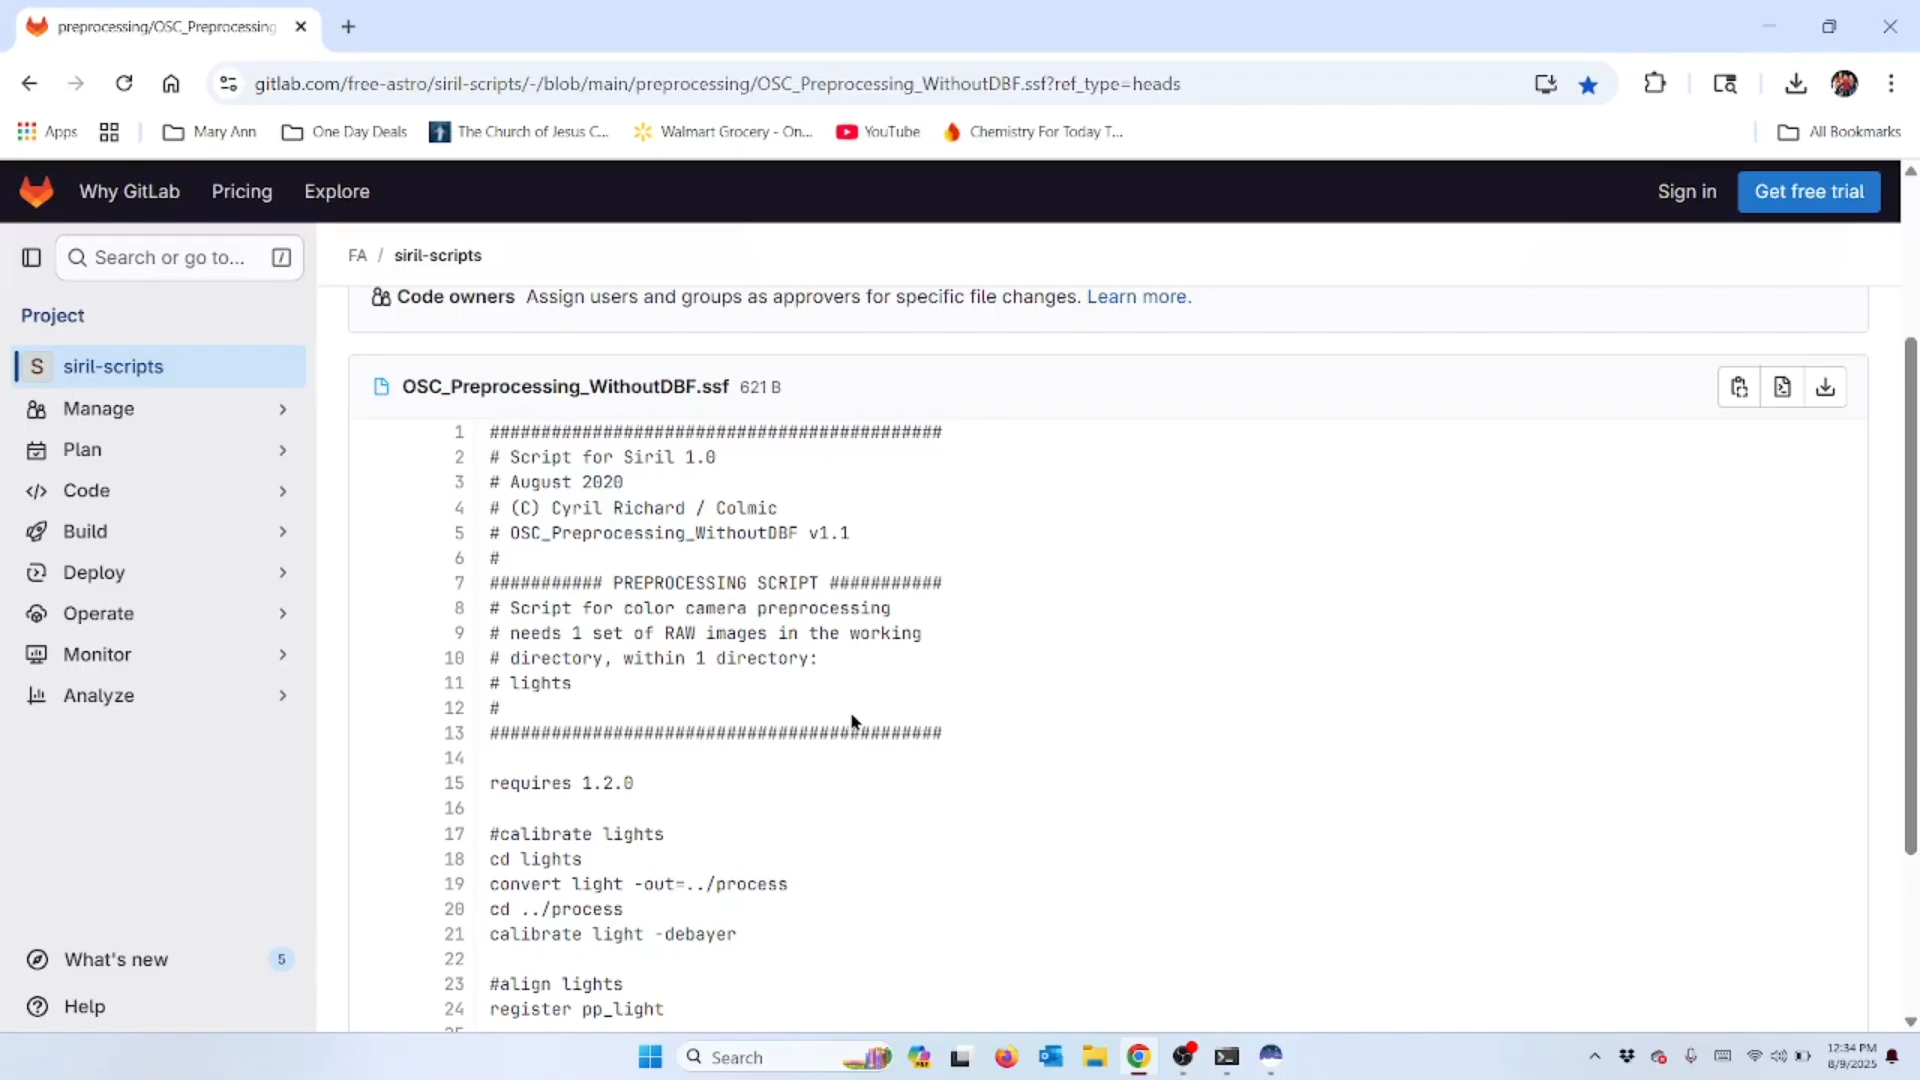 preprocessing/OSC_Preprocessing
gitlab.com/free-astro/siril-scripts/-/blob/main/preprocessing/OSC_Preprocessing_WithoutDBF.ssf?ref_type=heads
Apps Mary Ann One Day Deals The Church of Jesus C... Walmart Grocery - On... YouTube Chemistry For Today T... All Bookmarks
Why GitLab Pricing Explore Sign in Get free trial
Search or go to... /
FA / siril-scripts
Code owners Assign users and groups as approvers for specific file changes. Learn more.
Project
S siril-scripts
Manage
Plan
Code
Build
Deploy
Operate
Monitor
Analyze
What's new 5
Help
OSC_Preprocessing_WithoutDBF.ssf 621 B
1 ############################################
2 # Script for Siril 1.0
3 # August 2020
4 # (C) Cyril Richard / Colmic
5 # OSC_Preprocessing_WithoutDBF v1.1
6 #
7 ########### PREPROCESSING SCRIPT ###########
8 # Script for color camera preprocessing
9 # needs 1 set of RAW images in the working
10 # directory, within 1 directory:
11 # lights
12 #
13 ############################################
14
15 requires 1.2.0
16
17 #calibrate lights
18 cd lights
19 convert light -out=../process
20 cd ../process
21 calibrate light -debayer
22
23 #align lights
24 register pp_light
25
Search
12:34 PM
8/9/2025